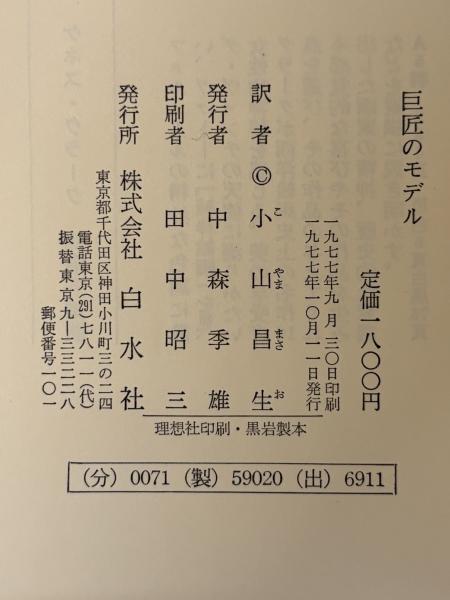 巨匠のモデル
定価一八〇〇円
一九七七年九月三〇日印刷
一九七七年一〇月一一日発行
訳者©小山昌生
こやままさお
発行者 中森季雄
印刷者 田中昭三
発行所 株式会社白水社
東京都千代田区神田小川町三の二四
電話東京(291)七八一一(代)
振替東京九―三三二二八
郵便番号一〇一
理想社印刷・黒岩製本
(分)0071(製)59020(出)6911